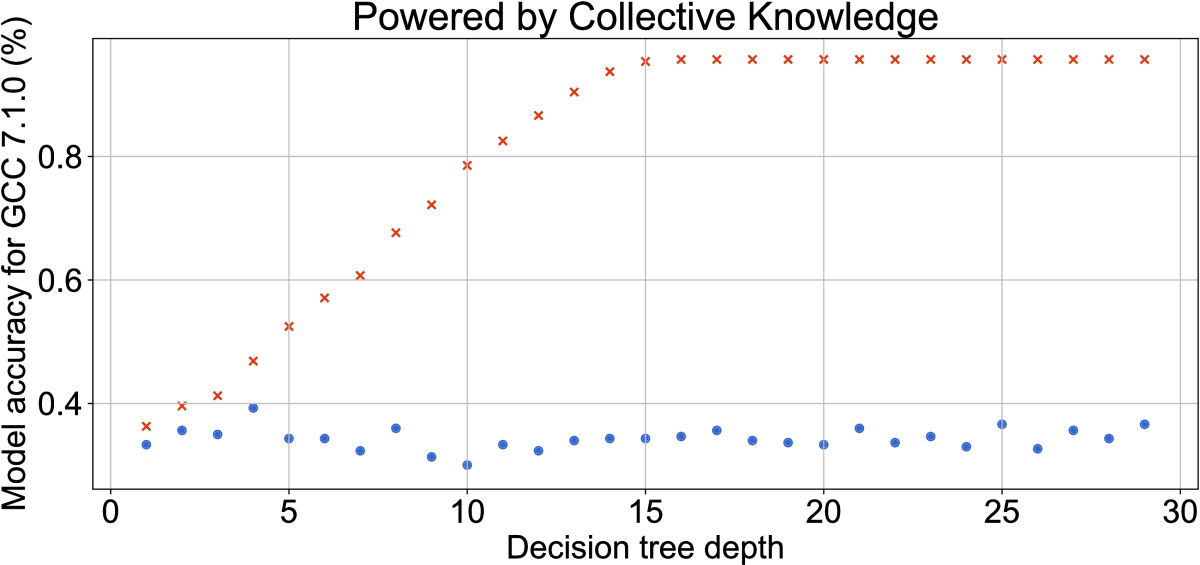 Powered by Collective Knowledge
Model accuracy for GCC 7.1.0 (%)
0.8
0.6
0.4
0 5 10 15 20 25 30
Decision tree depth